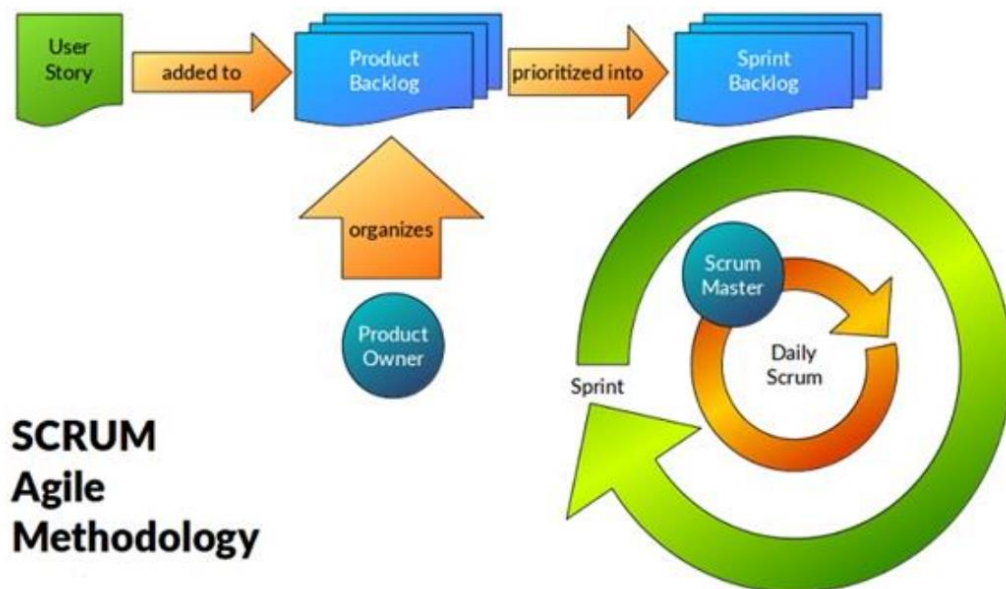 User
Story
added to
Product
Backlog
prioritized into
Sprint
Backlog
organizes
Product
Owner
Scrum
Master
Daily
Scrum
Sprint
SCRUM
Agile
Methodology